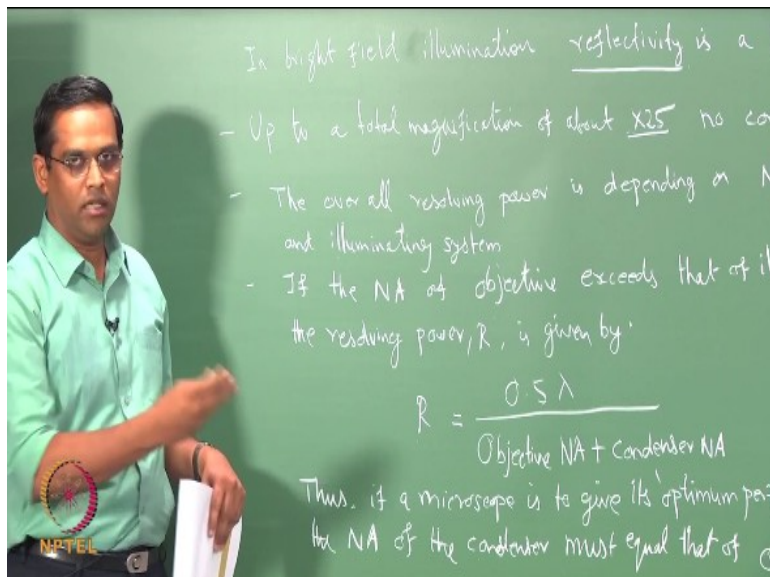 In bright field illumination reflectivity is a
- Up to a total magnification of about X25 no con
- The over all resolving power is depending on N
and illuminating system
- If the NA of objective exceeds that of il
the resolving power, R, is given by:
R = 0.5 λ
Objective NA + Condenser NA
Thus, if a microscope is to give its optimum per
the NA of the condenser must equal that of O
NPTEL